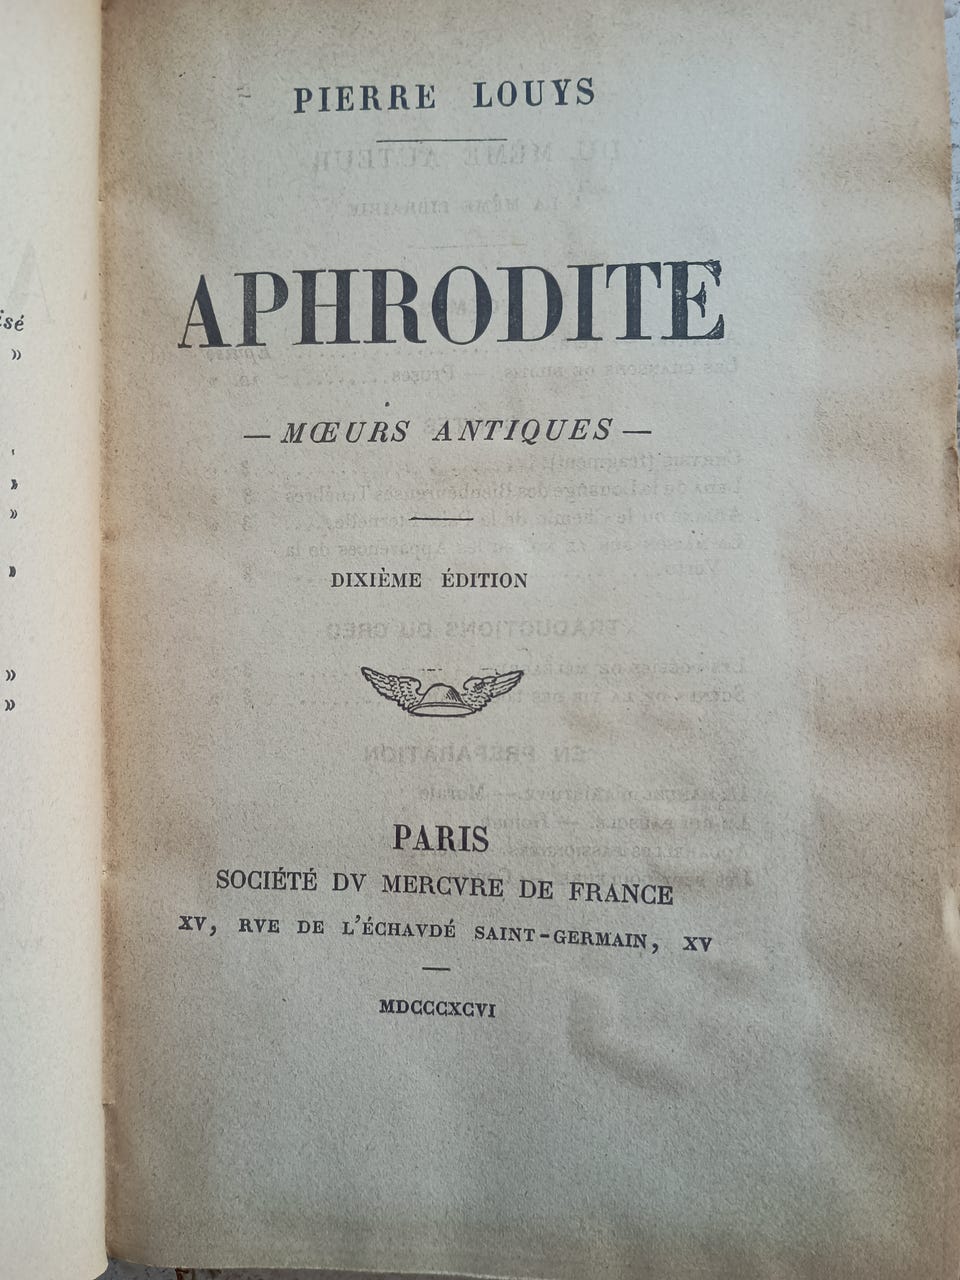 PIERRE LOUYS
APHRODITE
— MŒURS ANTIQUES —
DIXIÈME ÉDITION
PARIS
SOCIÉTÉ DV MERCVRE DE FRANCE
XV, RVE DE L'ÉCHAVDÉ SAINT-GERMAIN, XV
MDCCCXCVI